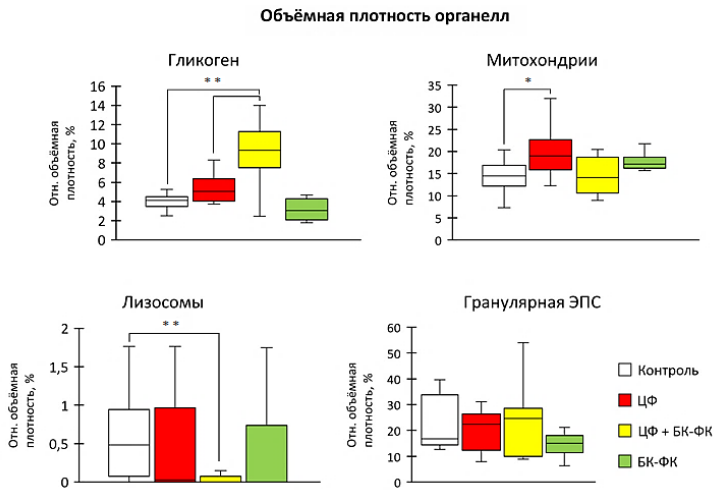 Объёмная плотность органелл
Гликоген
Отн. объёмная
плотность, %
16
14
12
10
8
6
4
2
0
* *
Митохондрии
Отн. объёмная
плотность, %
35
30
25
20
15
10
5
0
*
Лизосомы
Отн. объёмная
плотность, %
2
1,5
1
0,5
0
* *
Гранулярная ЭПС
Отн. объёмная
плотность, %
60
50
40
30
20
10
0
Контроль
ЦФ
ЦФ + БК-ФК
БК-ФК